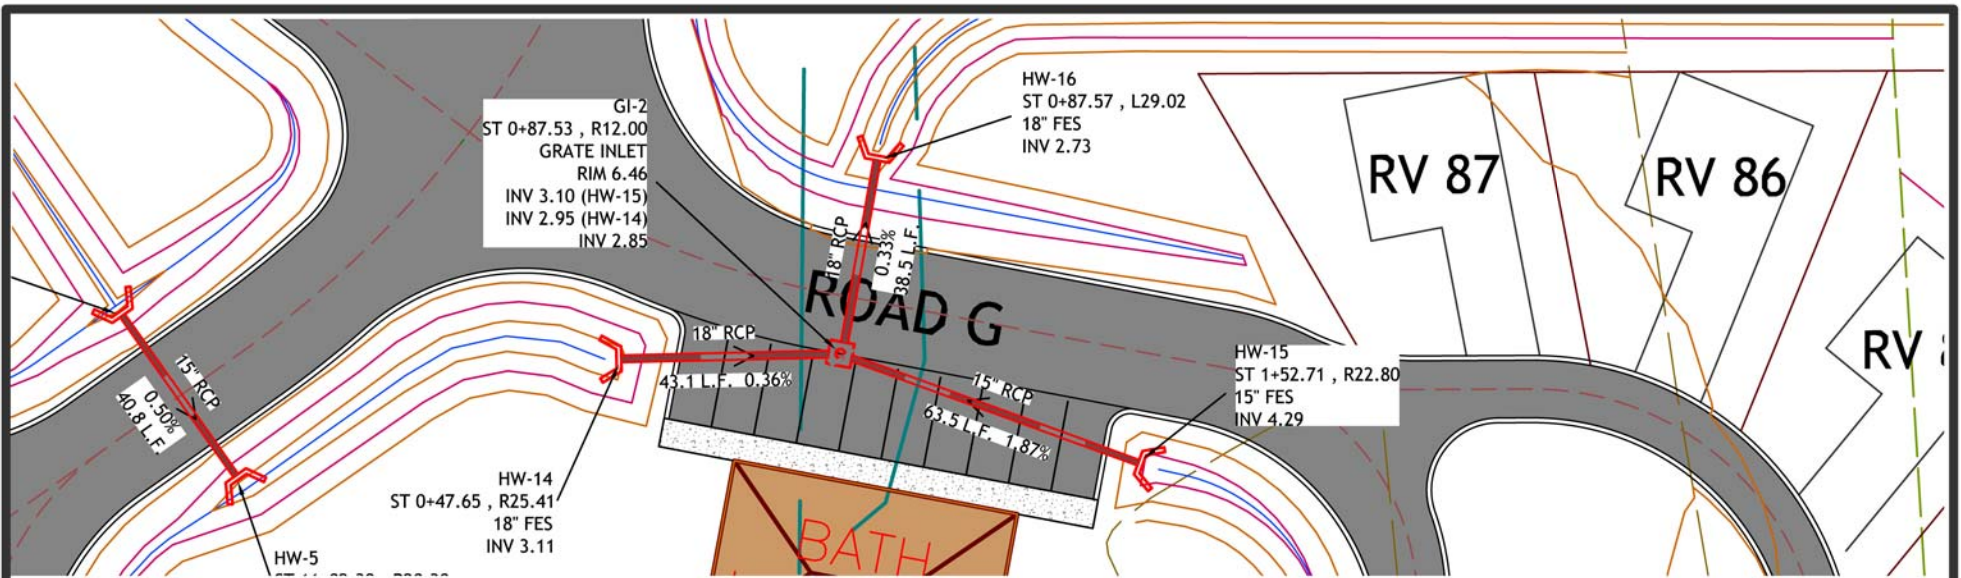 HW-16
ST 0+87.57 , L29.02
18" FES
INV 2.73
GI-2
ST 0+87.53 , R12.00
GRATE INLET
RIM 6.46
INV 3.10 (HW-15)
INV 2.95 (HW-14)
INV 2.85
RV 87
RV 86
RV
18" RCP
0.33%
38.5 L.F.
ROAD G
18" RCP
43.1 L.F. 0.36%
15" RCP
0.50%
40.8 L.F.
15" RCP
63.5 L.F. 1.87%
HW-15
ST 1+52.71 , R22.80
15" FES
INV 4.29
HW-14
ST 0+47.65 , R25.41
18" FES
INV 3.11
BATH
HW-5